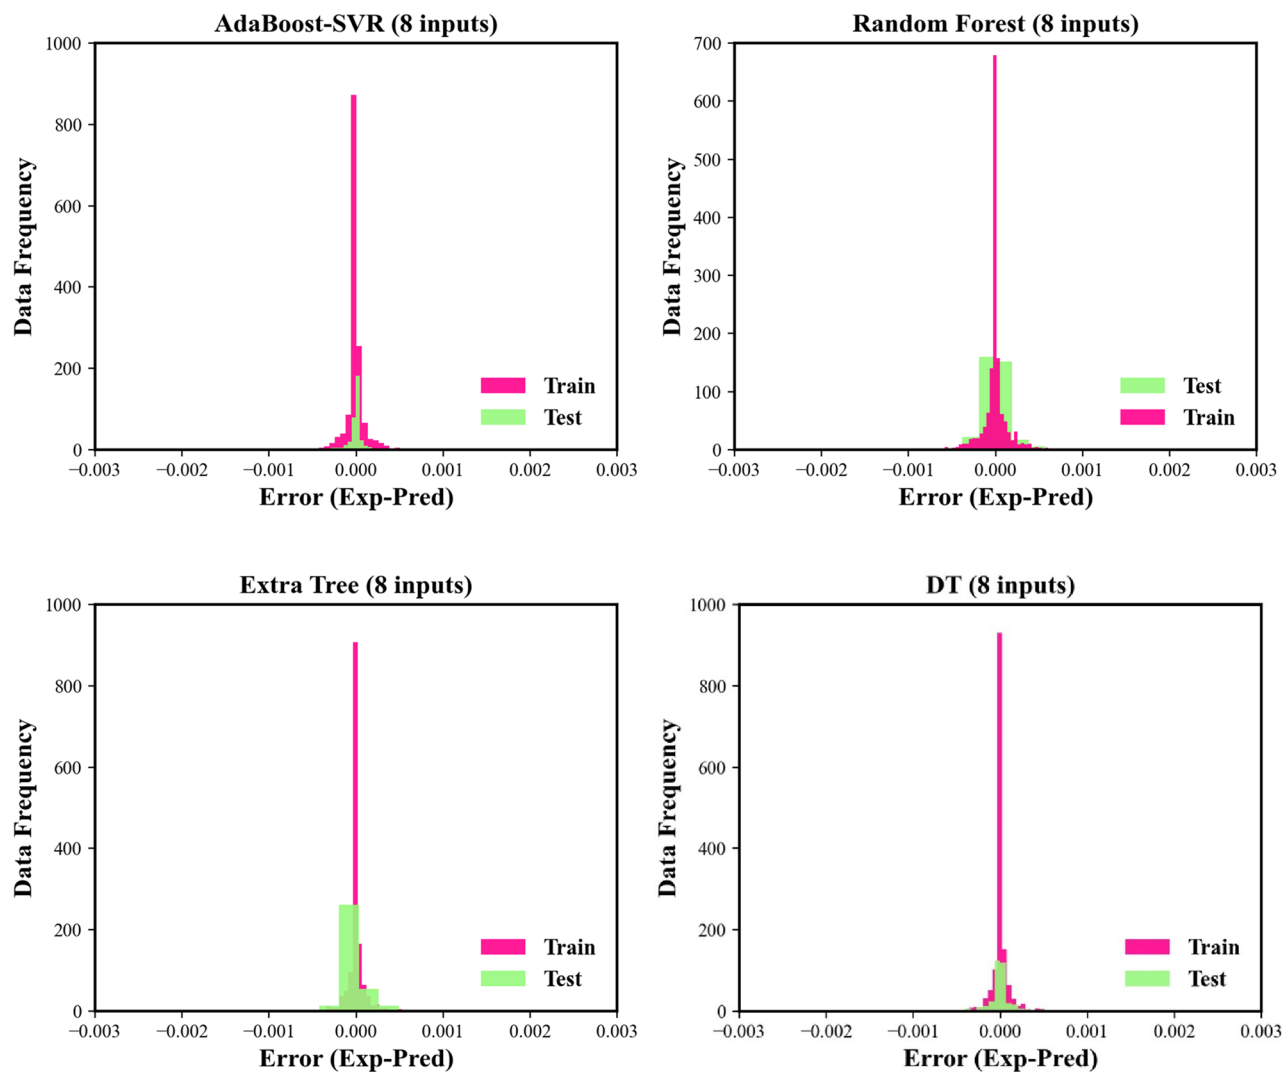 AdaBoost-SVR (8 inputs)
1000
800
600
400
200
0
Data Frequency
Train
Test
−0.003 −0.002 −0.001 0.000 0.001 0.002 0.003
Error (Exp-Pred)
Random Forest (8 inputs)
700
600
500
400
300
200
100
0
Data Frequency
Test
Train
−0.003 −0.002 −0.001 0.000 0.001 0.002 0.003
Error (Exp-Pred)
Extra Tree (8 inputs)
1000
800
600
400
200
0
Data Frequency
Train
Test
−0.003 −0.002 −0.001 0.000 0.001 0.002 0.003
Error (Exp-Pred)
DT (8 inputs)
1000
800
600
400
200
0
Data Frequency
Train
Test
−0.003 −0.002 −0.001 0.000 0.001 0.002 0.003
Error (Exp-Pred)